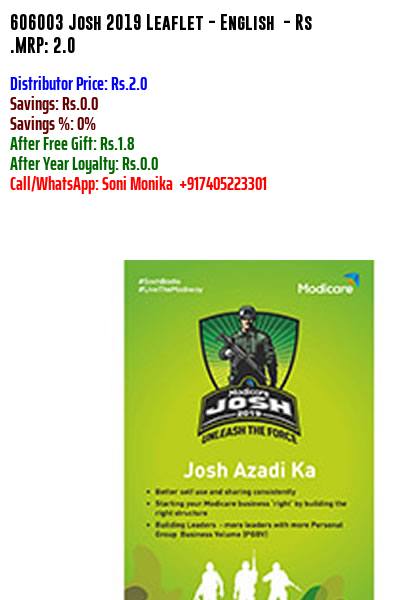 606003 Josh 2019 Leaflet - English - Rs
.MRP: 2.0
Distributor Price: Rs.2.0
Savings: Rs.0.0
Savings %: 0%
After Free Gift: Rs.1.8
After Year Loyalty: Rs.0.0
Call/WhatsApp: Soni Monika +917405223301
#SochBadlo
#LiveTheModiway
Modicare
Modicare
JOSH
2019
UNLEASH THE FORCE
Josh Azadi Ka
• Better self use and sharing consistently
• Starting your Modicare business 'right' by building the
right structure
• Building Leaders - more leaders with more Personal
Group Business Volume (PGBV)